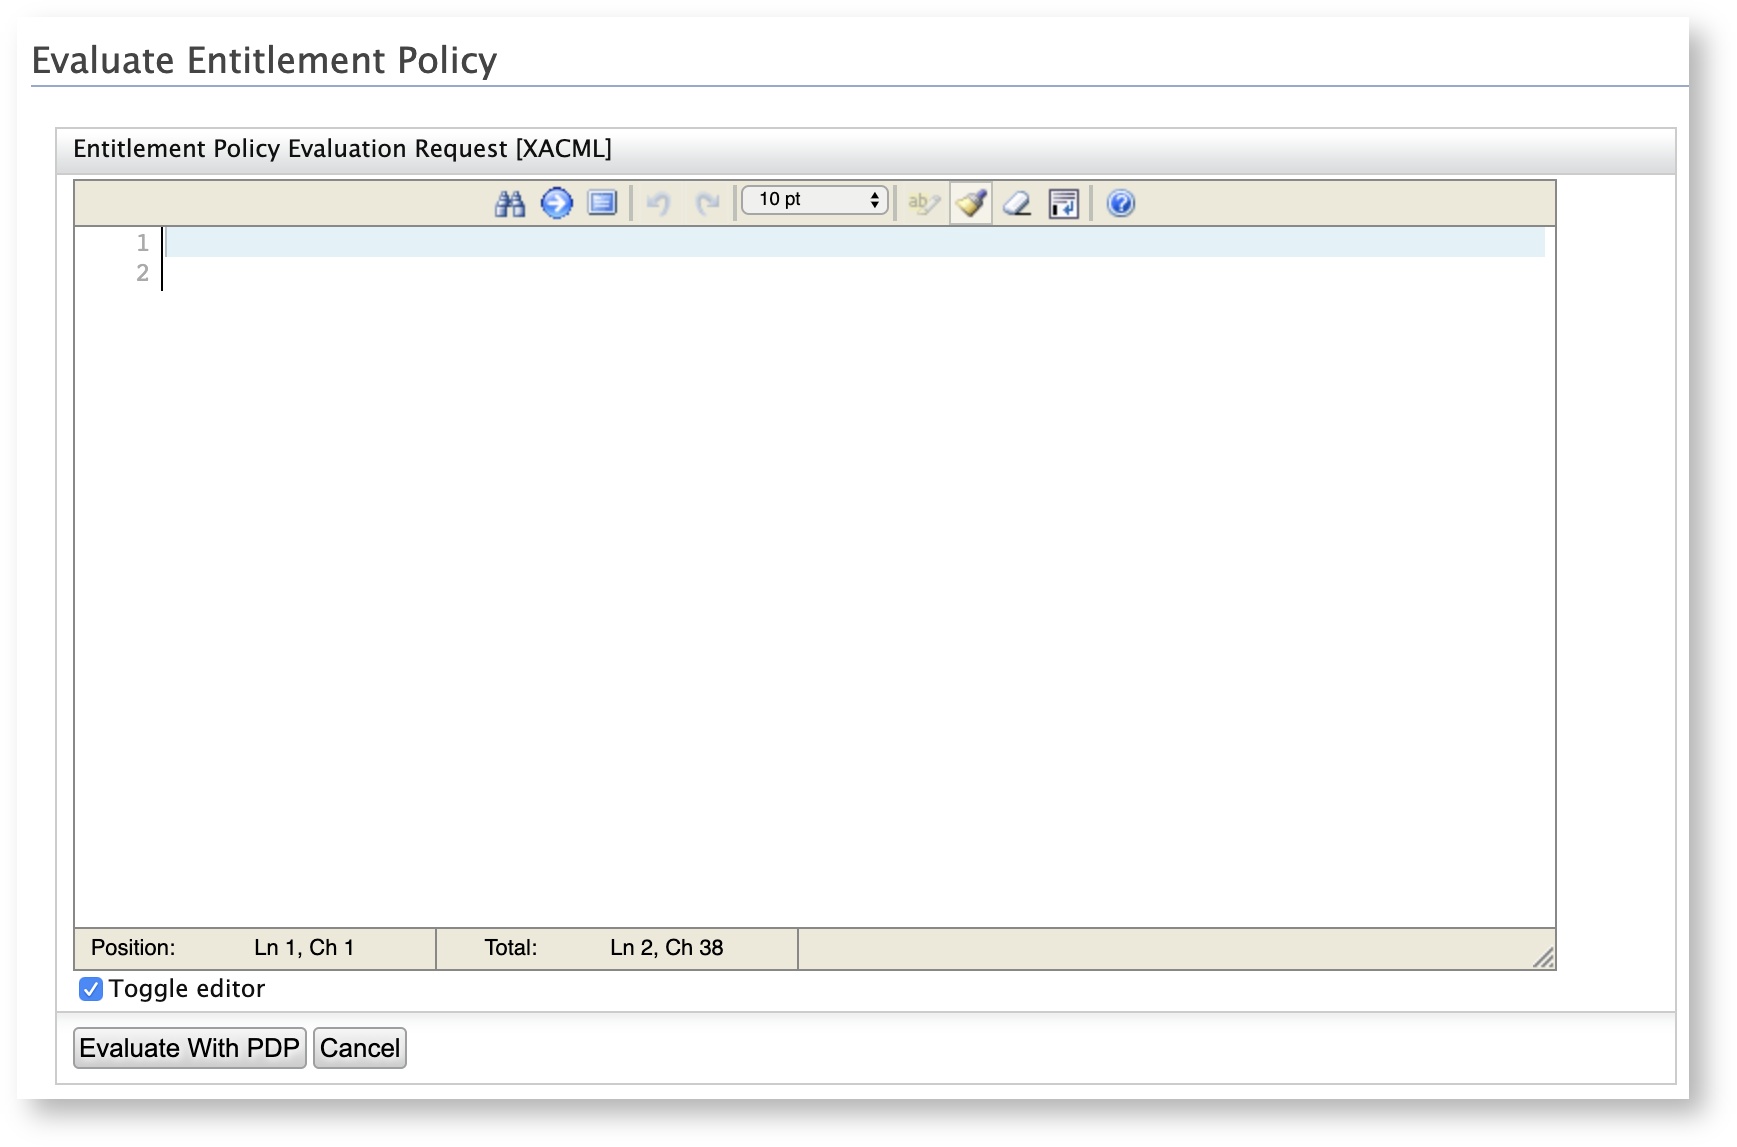 Evaluate Entitlement Policy
Entitlement Policy Evaluation Request [XACML]
10 pt
ab
1
2
Position: Ln 1, Ch 1 Total: Ln 2, Ch 38
Toggle editor
Evaluate With PDP Cancel